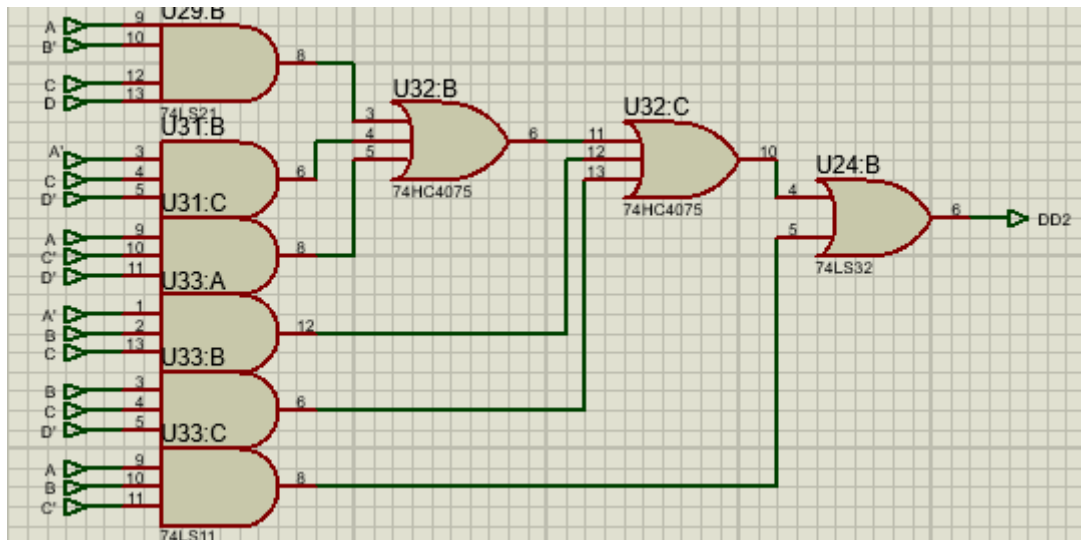 U29:B
A 9
B' 10
C 12
D 13
8
74LS21
U31:B
A' 3
C 4
D' 5
6
U31:C
A 9
C' 10
D' 11
8
U33:A
A' 1
B 2
C 13
12
U33:B
B 3
C 4
D' 5
6
U33:C
A 9
B 10
C' 11
8
74LS11
U32:B
3
4
5
6
74HC4075
U32:C
11
12
13
10
74HC4075
U24:B
4
5
6
DD2
74LS32